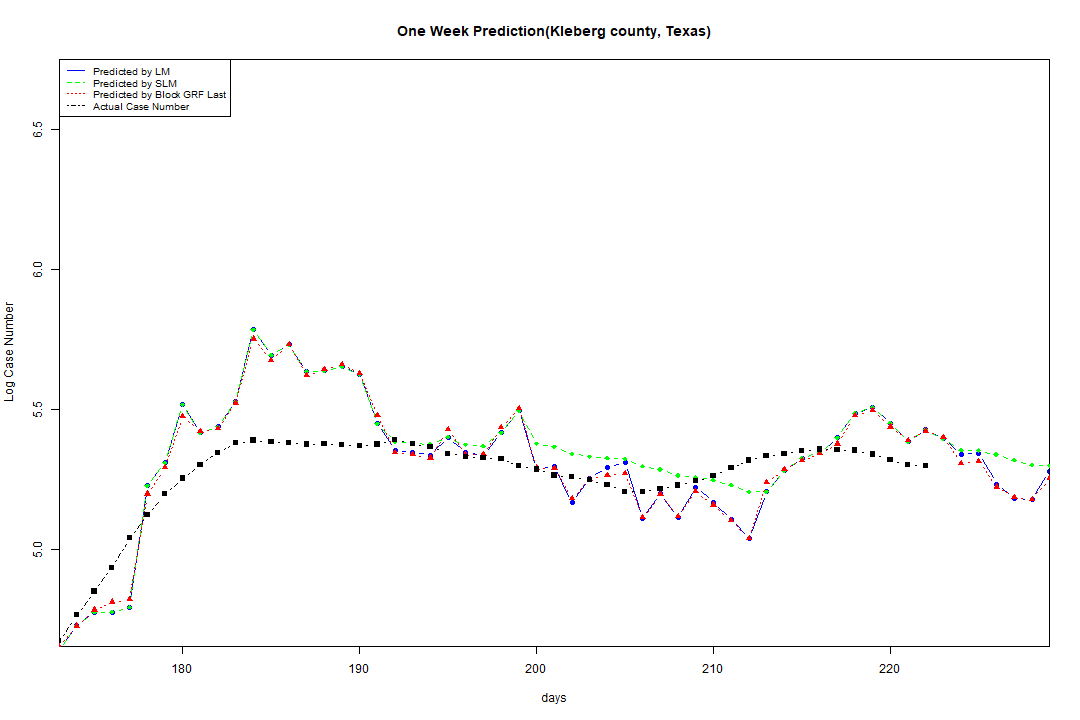 One Week Prediction(Kleberg county, Texas)
Predicted by LM
Predicted by SLM
Predicted by Block GRF Last
Actual Case Number
6.5
6.0
5.5
5.0
Log Case Number
180
190
200
210
220
days